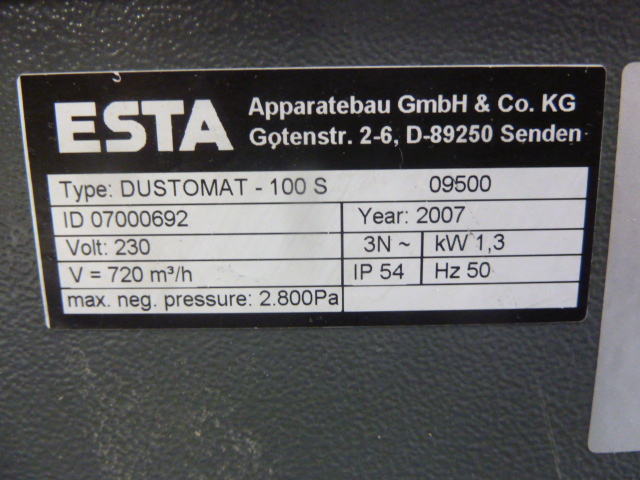 ESTA
Apparatebau GmbH & Co. KG
Gotenstr. 2-6, D-89250 Senden
Type: DUSTOMAT - 100 S 09500
ID 07000692 Year: 2007
Volt: 230 3N ~ kW 1,3
V = 720 m³/h IP 54 Hz 50
max. neg. pressure: 2.800Pa